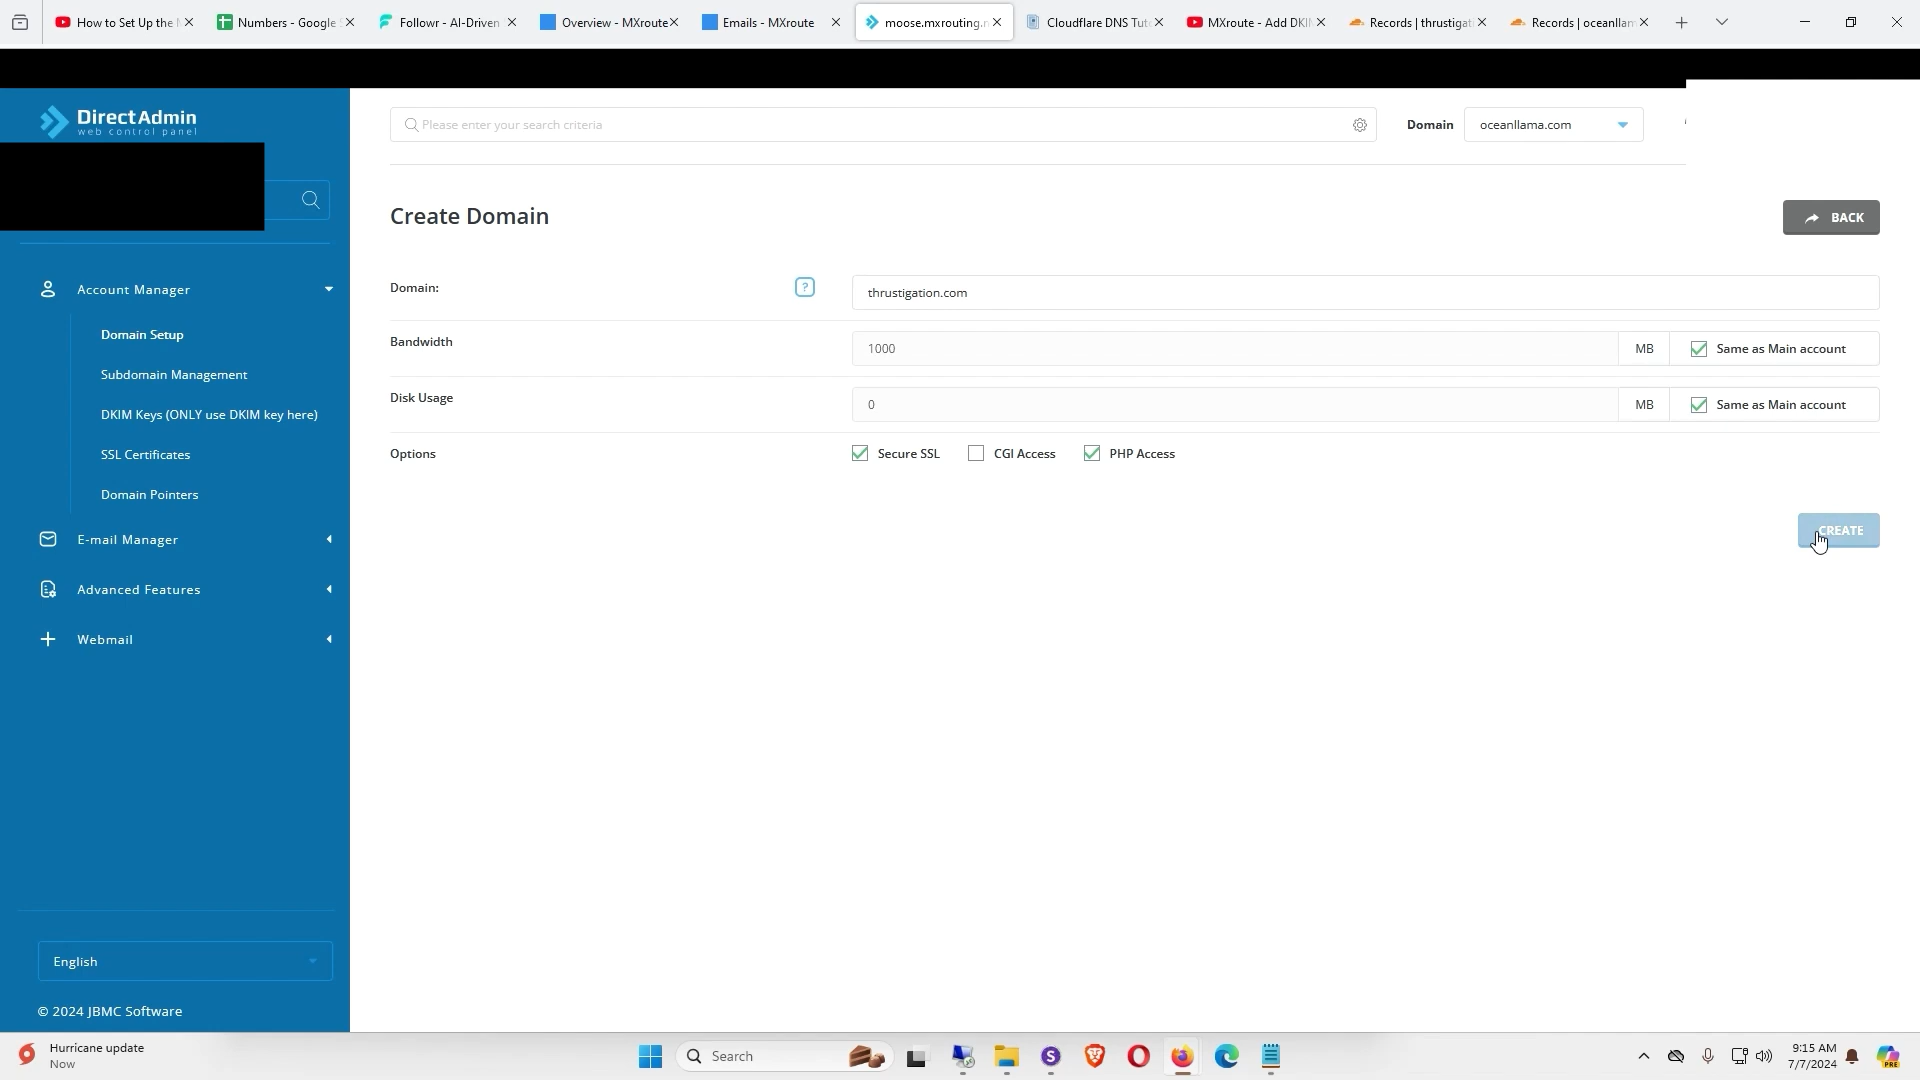 How to Set Up the
Numbers - Google
Followr - AI-Driven
Overview - MXroute
Emails - MXroute
moose.mxrouting.
Cloudflare DNS Tut
MXroute - Add DKI
Records | thrustigat
Records | oceanllam
DirectAdmin
web control panel
Please enter your search criteria
Domain
oceanllama.com
Create Domain
BACK
Account Manager
Domain Setup
Subdomain Management
DKIM Keys (ONLY use DKIM key here)
SSL Certificates
Domain Pointers
E-mail Manager
Advanced Features
Webmail
Domain:
?
thrustigation.com
Bandwidth
1000
MB
Same as Main account
Disk Usage
0
MB
Same as Main account
Options
Secure SSL
CGI Access
PHP Access
CREATE
English
© 2024 JBMC Software
Hurricane update
Now
Search
S
PRE
9:15 AM
7/7/2024